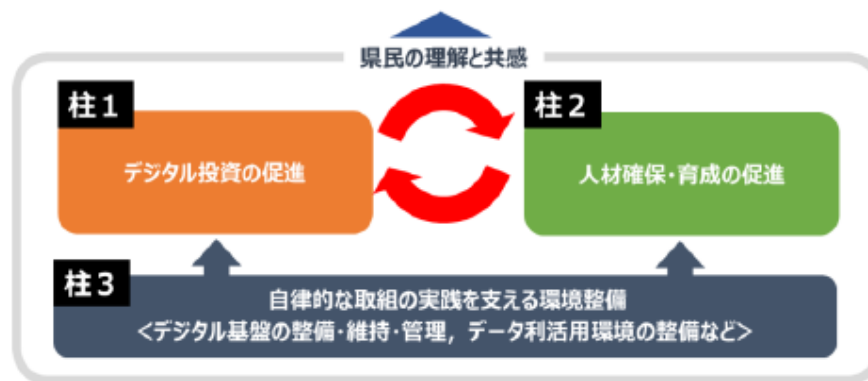 県民の理解と共感
柱1
デジタル投資の促進
柱2
人材確保・育成の促進
柱3
自律的な取組の実践を支える環境整備
<デジタル基盤の整備・維持・管理，データ利活用環境の整備など>